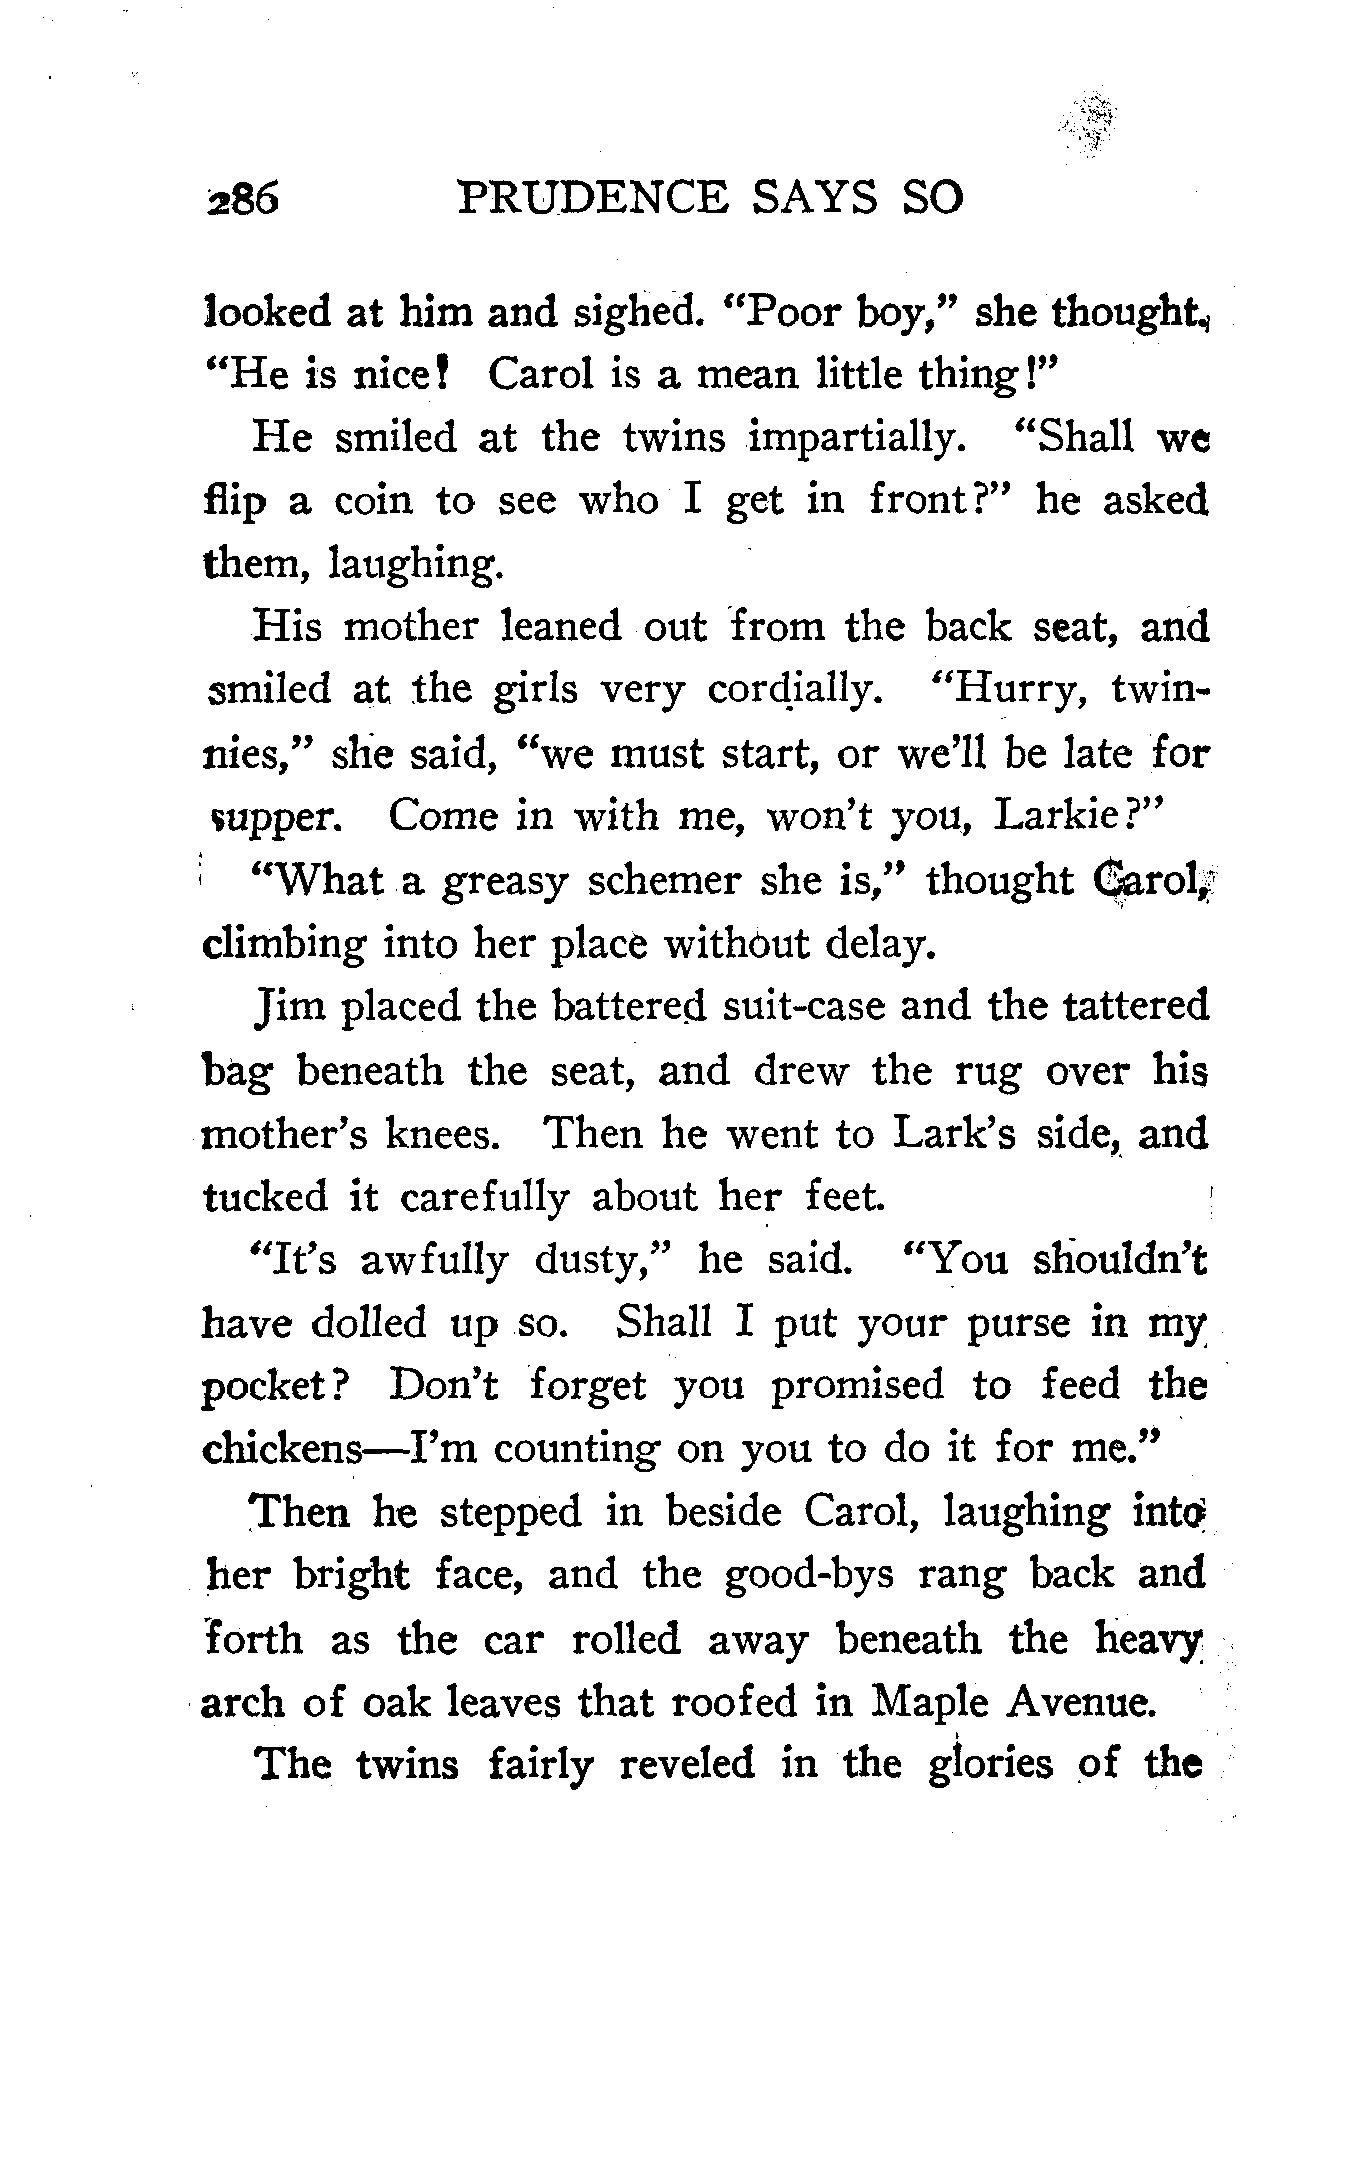 286 PRUDENCE SAYS SO
looked at him and sighed. “Poor boy,” she thought,
“He is nice! Carol is a mean little thing!”
He smiled at the twins impartially. “Shall we
flip a coin to see who I get in front?” he asked
them, laughing.
His mother leaned out from the back seat, and
smiled at the girls very cordially. “Hurry, twin-
nies,” she said, “we must start, or we’ll be late for
supper. Come in with me, won’t you, Larkie?”
“What a greasy schemer she is,” thought Carol,
climbing into her place without delay.
Jim placed the battered suit-case and the tattered
bag beneath the seat, and drew the rug over his
mother’s knees. Then he went to Lark’s side, and
tucked it carefully about her feet.
“It’s awfully dusty,” he said. “You shouldn’t
have dolled up so. Shall I put your purse in my
pocket? Don’t forget you promised to feed the
chickens—I’m counting on you to do it for me.”
Then he stepped in beside Carol, laughing into
her bright face, and the good-bys rang back and
forth as the car rolled away beneath the heavy
arch of oak leaves that roofed in Maple Avenue.
The twins fairly reveled in the glories of the